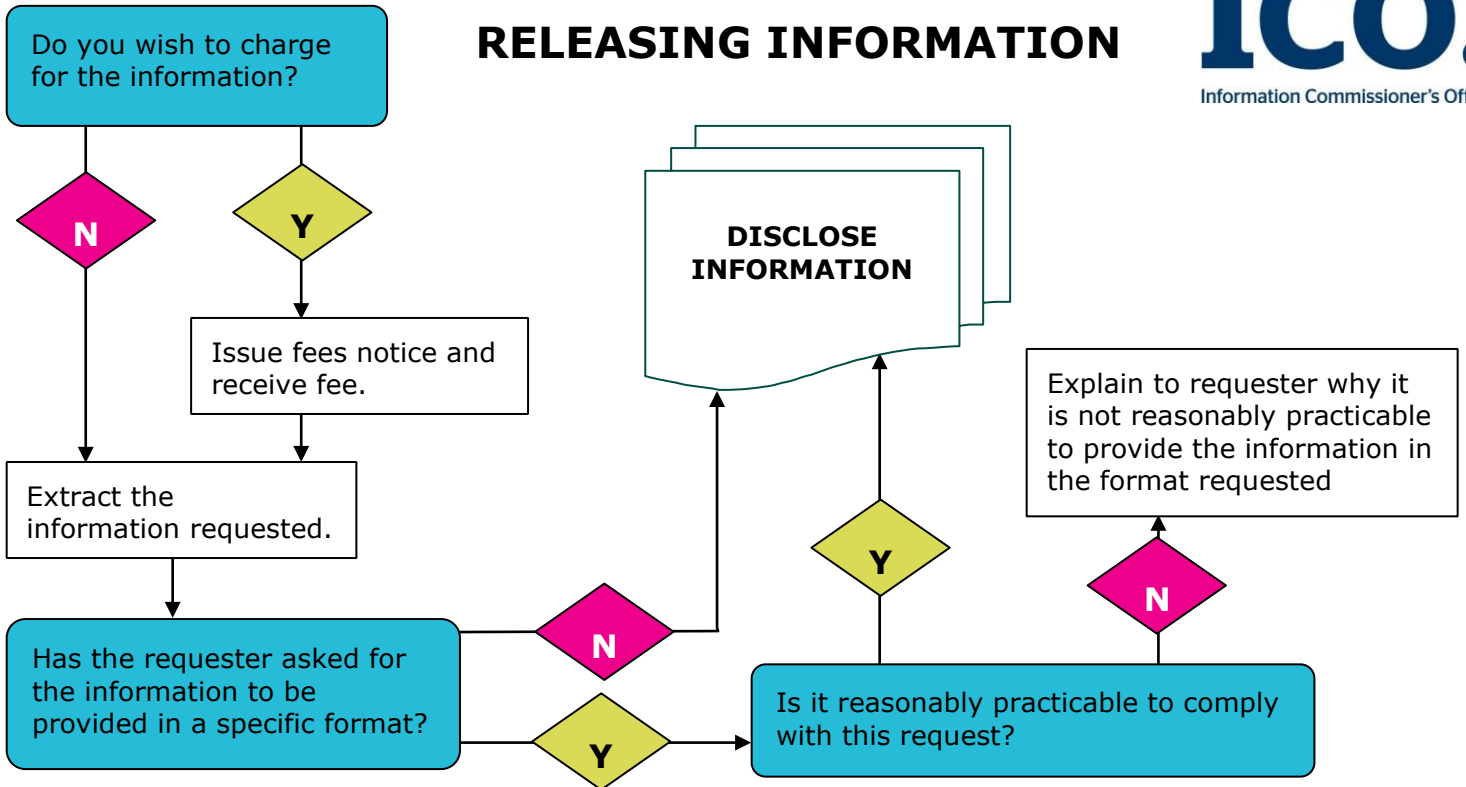 Do you wish to charge
for the information?
RELEASING INFORMATION
ico.
Information Commissioner's
N
Y
DISCLOSE
INFORMATION
Issue fees notice and
receive fee.
Explain to requester why it
is not reasonably practicable
to provide the information in
the format requested
Extract the
information requested.
Y
N
Has the requester asked for
the information to be
provided in a specific format?
N
Y
Is it reasonably practicable to comply
with this request?